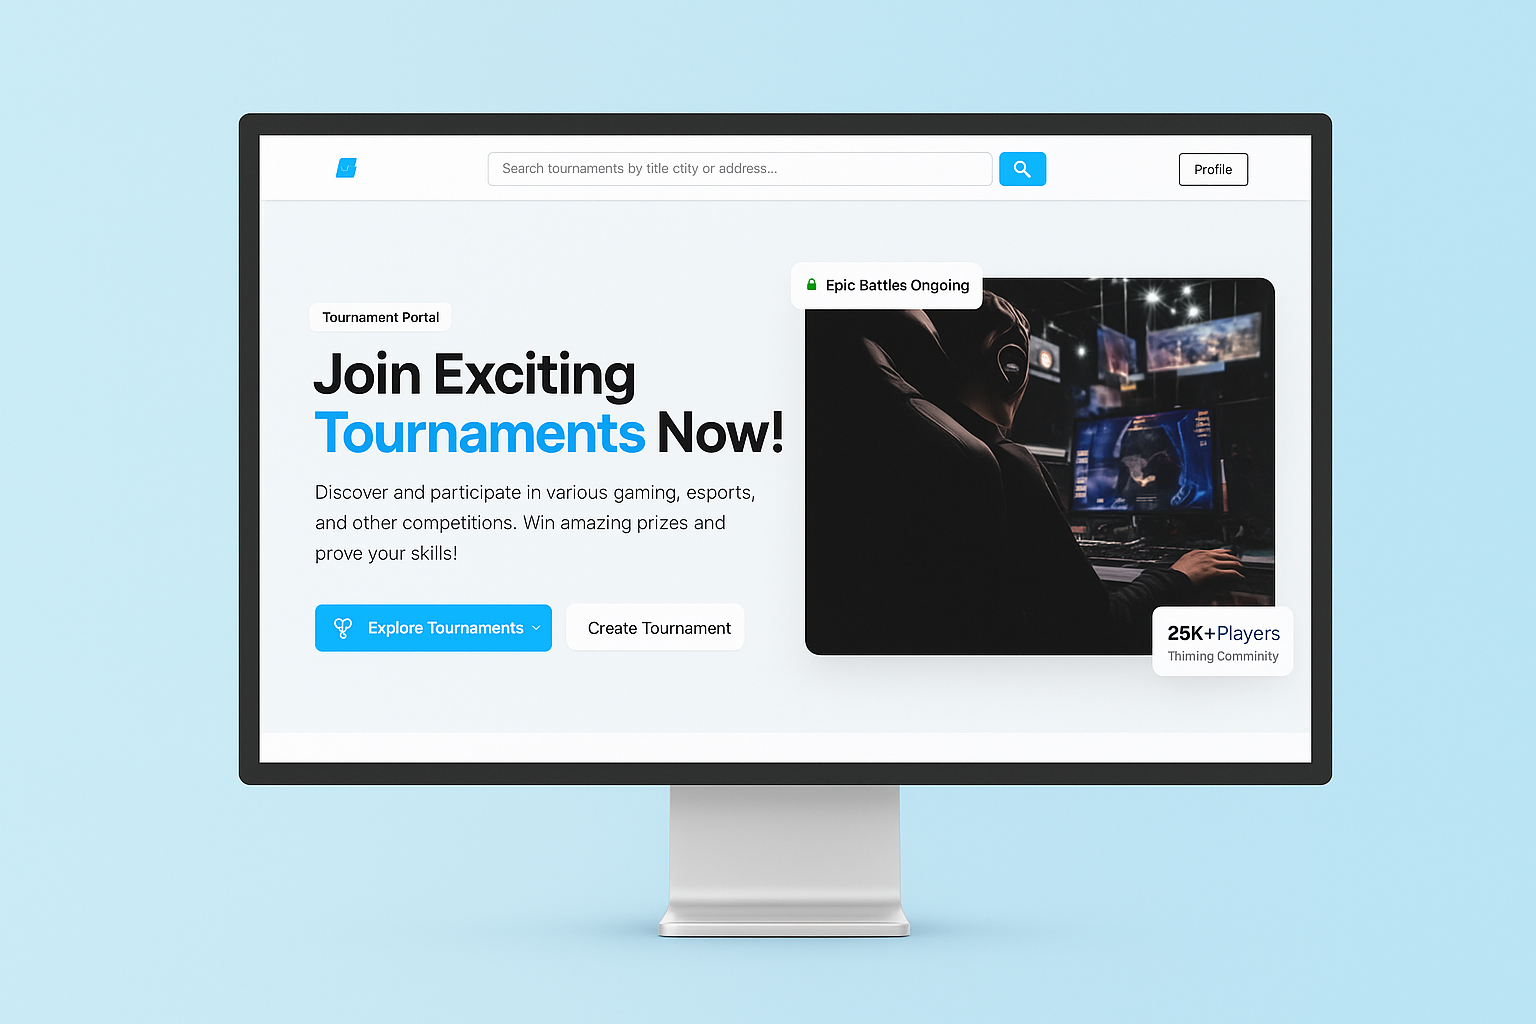 Search tournaments by title ctity or address...
Profile
Epic Battles Ongoing
Tournament Portal
Join Exciting
Tournaments Now!
Discover and participate in various gaming, esports,
and other competitions. Win amazing prizes and
prove your skills!
Explore Tournaments
Create Tournament
25K+Players
Thiming Comminity